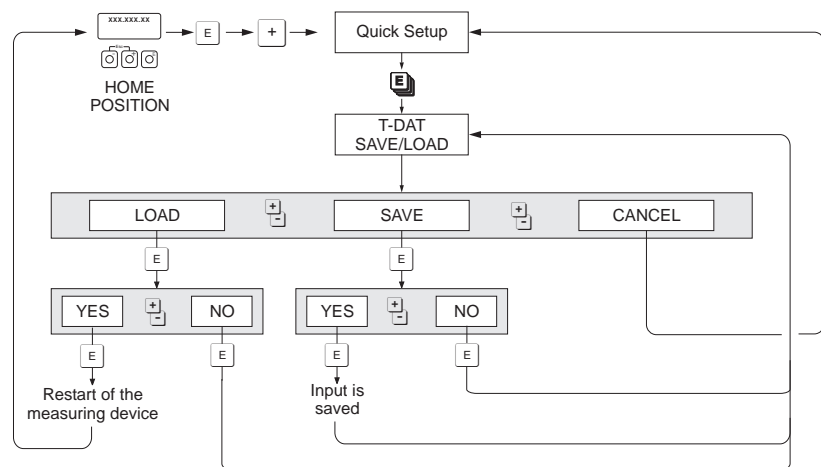 xxx.xxx.xx
Esc
E
+
Quick Setup
HOME
POSITION
E
T-DAT
SAVE/LOAD
LOAD
+
-
SAVE
+
-
CANCEL
E
E
YES
+
-
NO
YES
+
-
NO
E
E
E
E
Restart of the
measuring device
Input is
saved